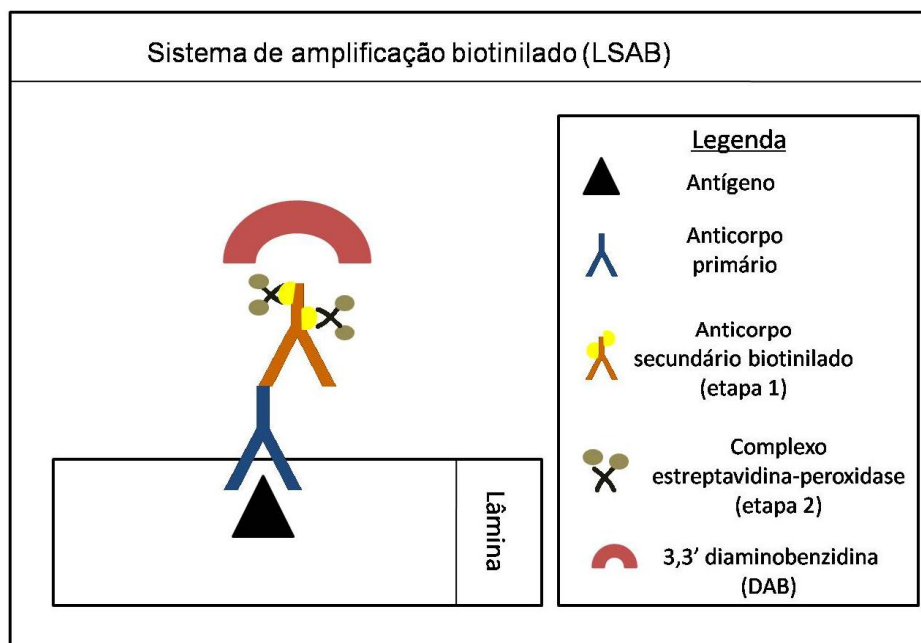 Sistema de amplificação biotinilado (LSAB)
Legenda
Antígeno
Anticorpo
primário
Anticorpo
secundário biotinilado
(etapa 1)
Complexo
estreptavidina-peroxidase
(etapa 2)
3,3' diaminobenzidina
(DAB)
Lâmina